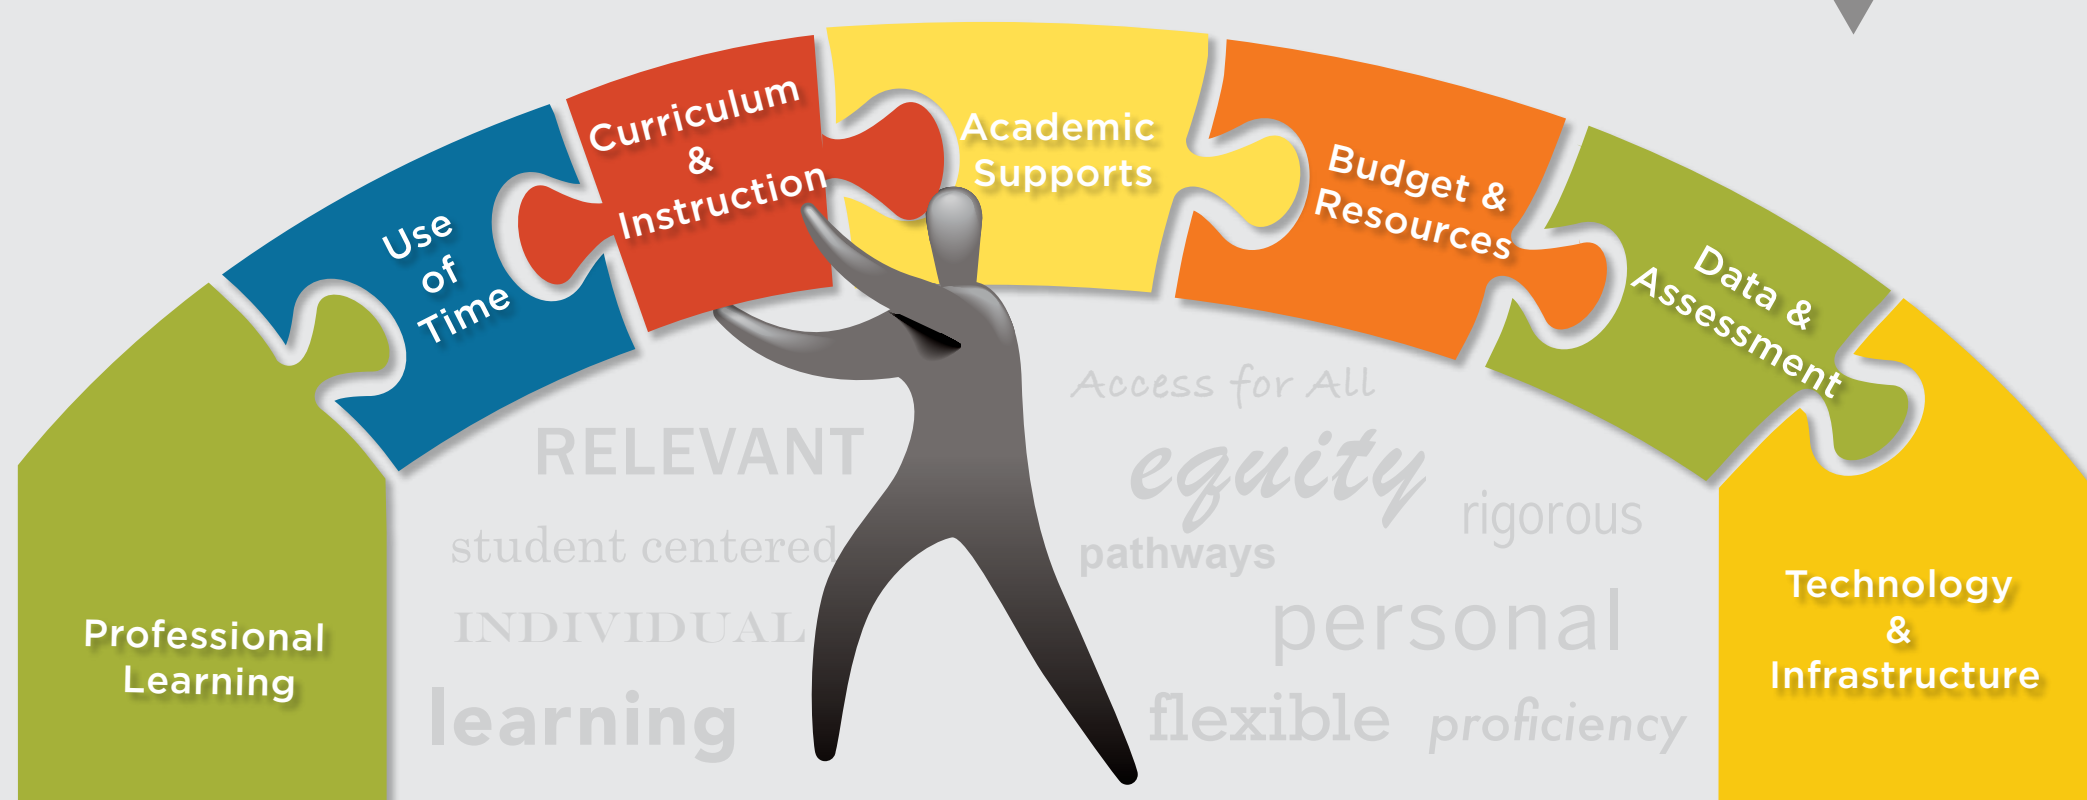 Professional
Learning
Use
of
Time
Curriculum
&
Instruction
Academic
Supports
Budget &
Resources
Data &
Assessment
Technology
&
Infrastructure
RELEVANT
student centered
INDIVIDUAL
learning
Access for All
equity
rigorous
pathways
personal
flexible
proficiency